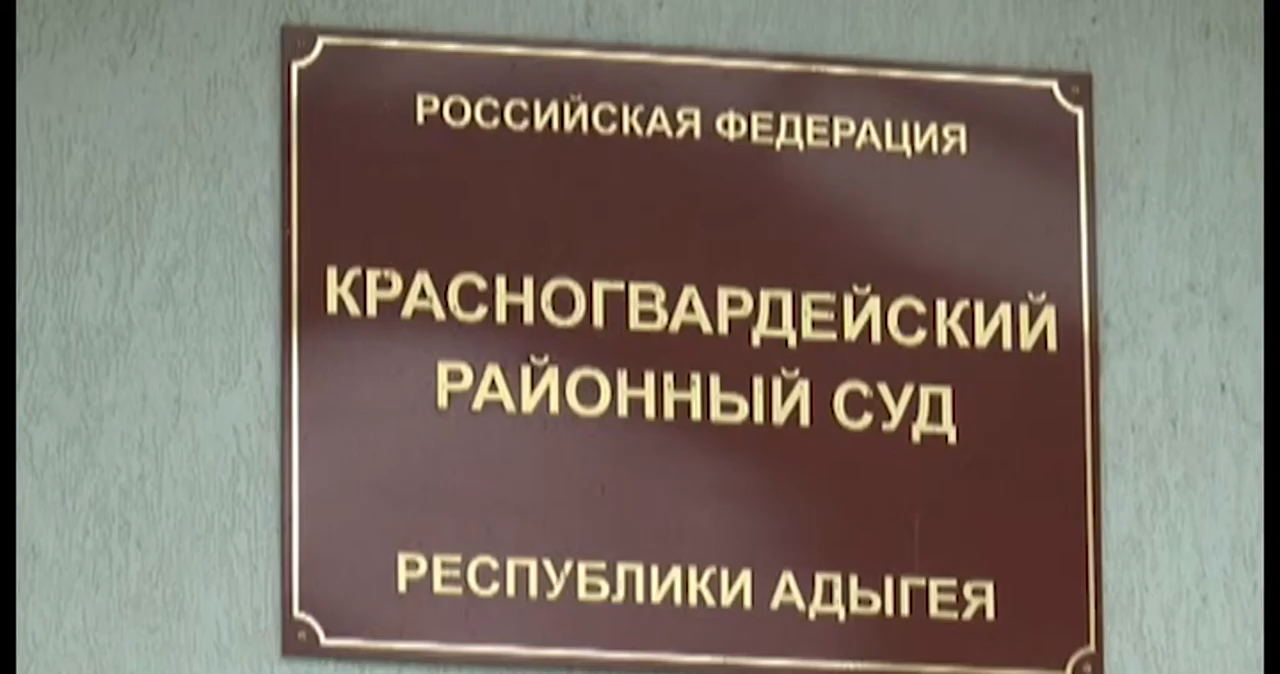 РОССИЙСКАЯ ФЕДЕРАЦИЯ
КРАСНОГВАРДЕЙСКИЙ
РАЙОННЫЙ СУД
РЕСПУБЛИКИ АДЫГЕЯ